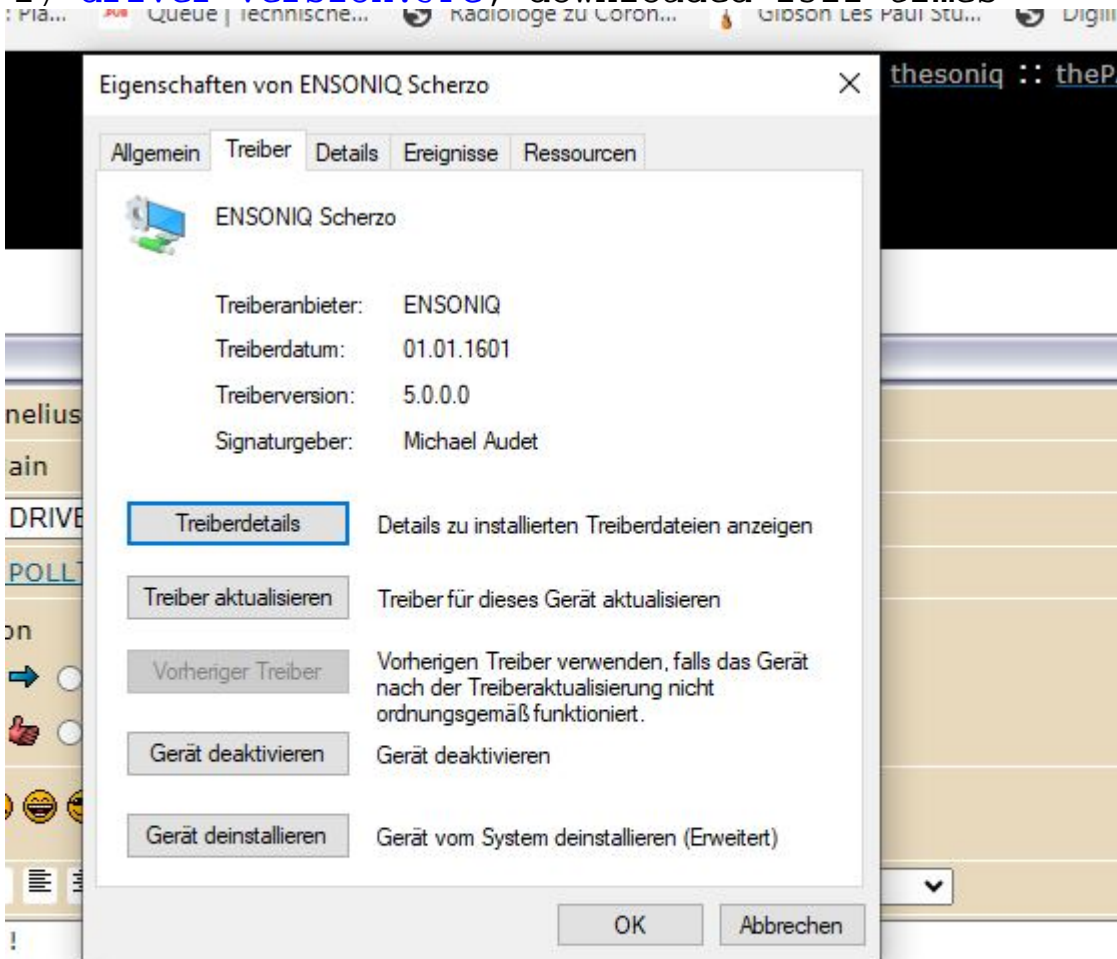 downloaded
: Pla... Queue | Technische... Radiologe zu Coron... Gibson Les Paul Stu...
Eigenschaften von ENSONIQ Scherzo
thesoniq :: theP
Allgemein Treiber Details Ereignisse Ressourcen
ENSONIQ Scherzo
Treiberanbieter: ENSONIQ
Treiberdatum: 01.01.1601
Treiberversion: 5.0.0.0
nelius
Signaturgeber: Michael Audet
ain
DRIVE
Treiberdetails Details zu installierten Treiberdateien anzeigen
POLL
Treiber aktualisieren Treiber für dieses Gerät aktualisieren
on
Vorheriger Treiber Vorherigen Treiber verwenden, falls das Gerät
nach der Treiberaktualisierung nicht
ordnungsgemäß funktioniert.
Gerät deaktivieren Gerät deaktivieren
Gerät deinstallieren Gerät vom System deinstallieren (Erweitert)
OK Abbrechen
!